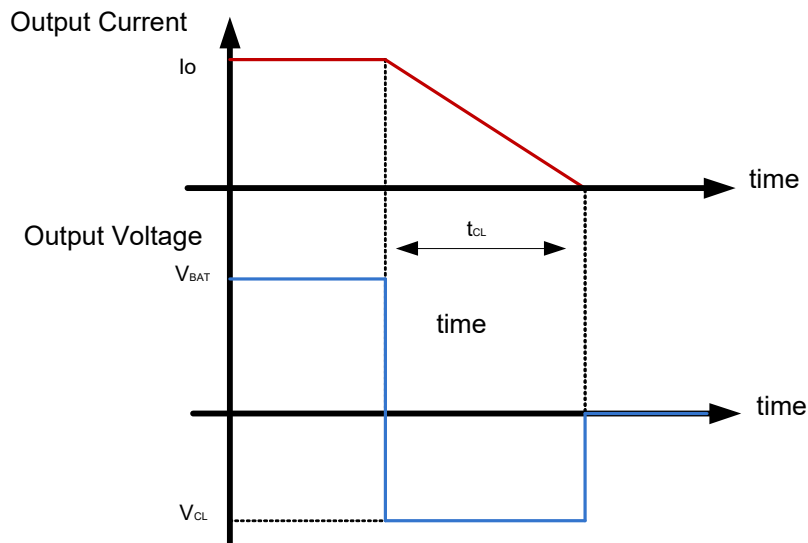 Output Current
Io
time
Output Voltage
tCL
VBAT
time
time
VCL